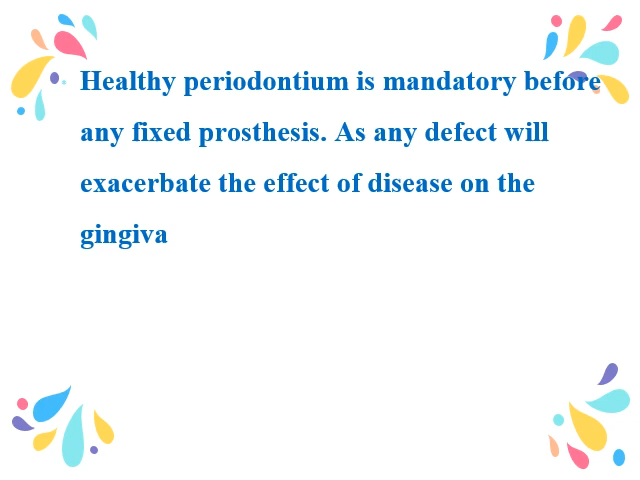 Healthy periodontium is mandatory before
any fixed prosthesis. As any defect will
exacerbate the effect of disease on the
gingiva